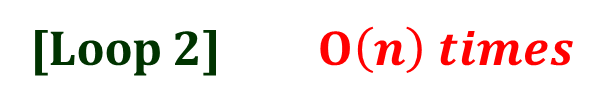 [Loop 2] O(n) times